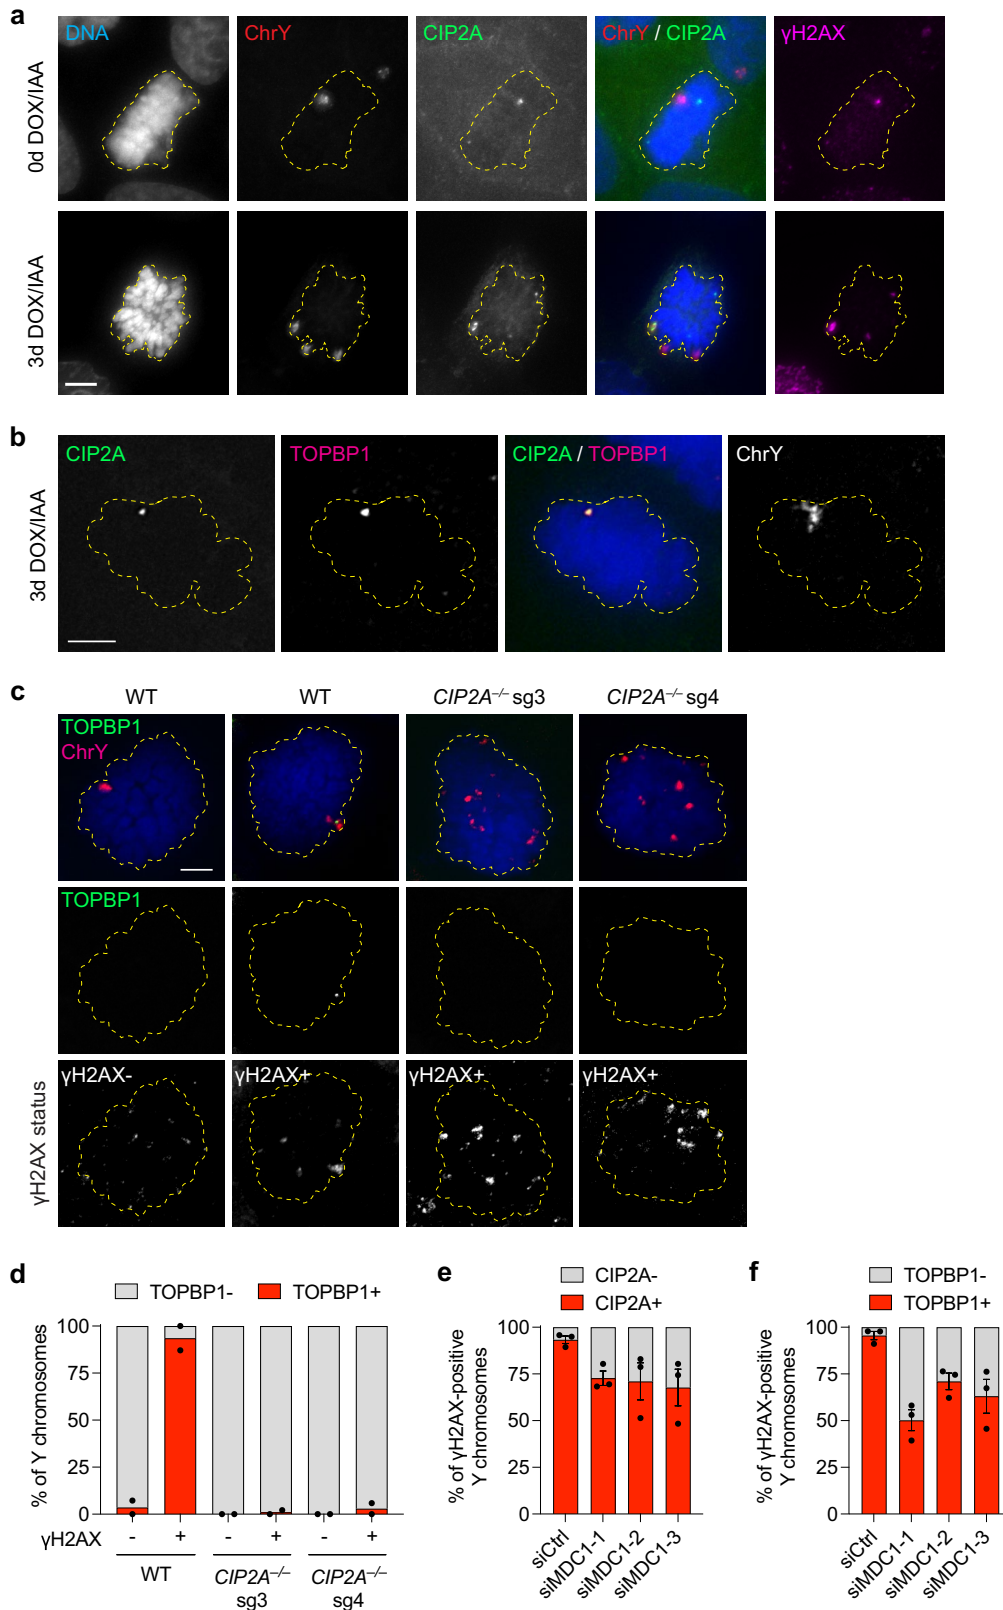 a
DNA
ChrY
CIP2A
ChrY / CIP2A
γH2AX
0d DOX/IAA
3d DOX/IAA
b
CIP2A
TOPBP1
CIP2A / TOPBP1
ChrY
3d DOX/IAA
c
WT
WT
CIP2A–/– sg3
CIP2A–/– sg4
TOPBP1
ChrY
TOPBP1
γH2AX status
γH2AX-
γH2AX+
γH2AX+
γH2AX+
d
TOPBP1-
TOPBP1+
% of Y chromosomes
100
75
50
25
0
γH2AX
- + - + - +
WT
CIP2A–/–
sg3
CIP2A–/–
sg4
e
CIP2A-
CIP2A+
% of γH2AX-positive
Y chromosomes
100
75
50
25
0
siCtrl
siMDC1-1
siMDC1-2
siMDC1-3
f
TOPBP1-
TOPBP1+
% of γH2AX-positive
Y chromosomes
100
75
50
25
0
siCtrl
siMDC1-1
siMDC1-2
siMDC1-3